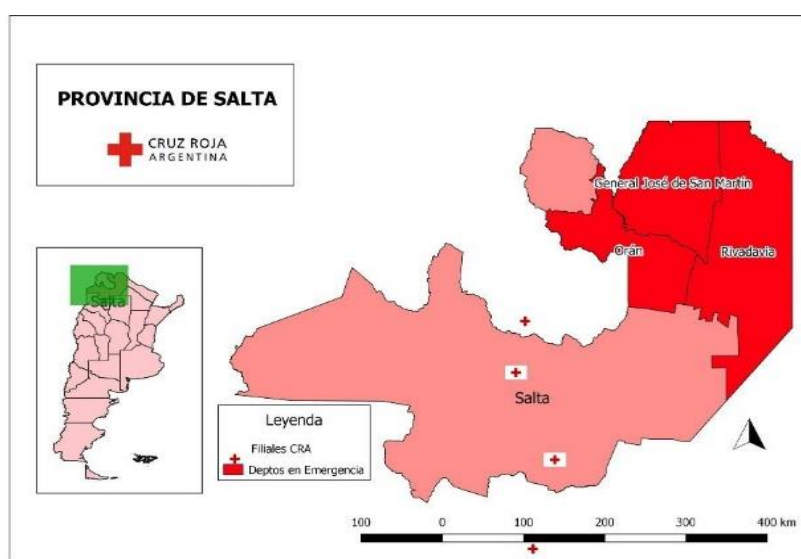 PROVINCIA DE SALTA
CRUZ ROJA
ARGENTINA
General José de San Martín
Orán
Rivadavia
Salta
Salta
Leyenda
Filiales CRA
Deptos en Emergencia
100 0 100 200 300 400 km